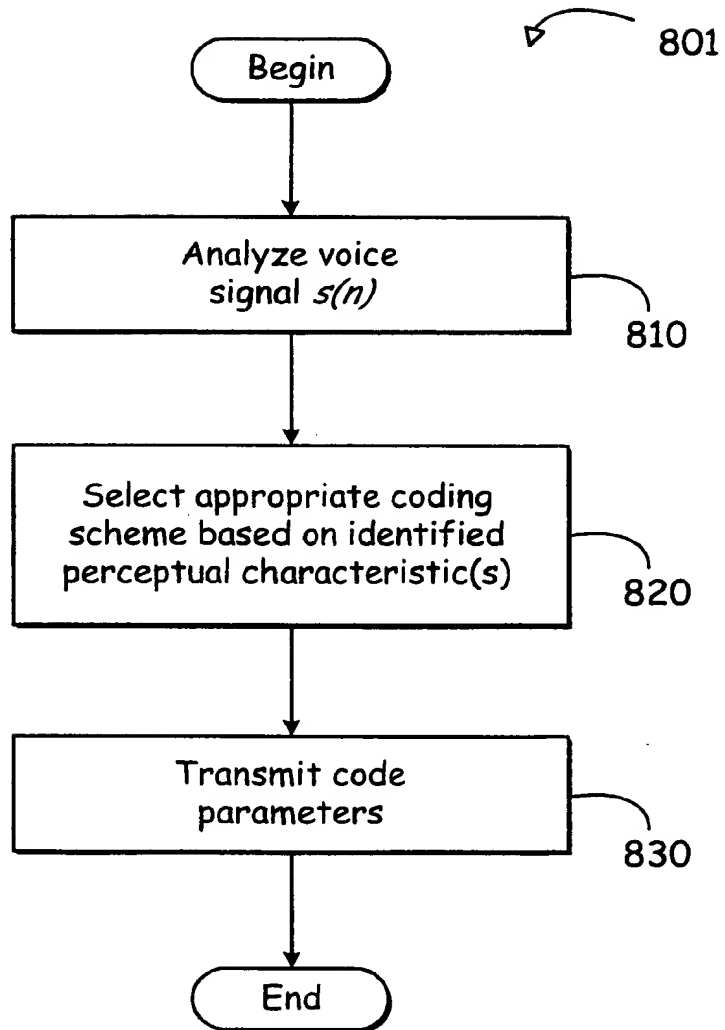 801
Begin
Analyze voice
signal s(n)
810
Select appropriate coding
scheme based on identified
perceptual characteristic(s)
820
Transmit code
parameters
830
End